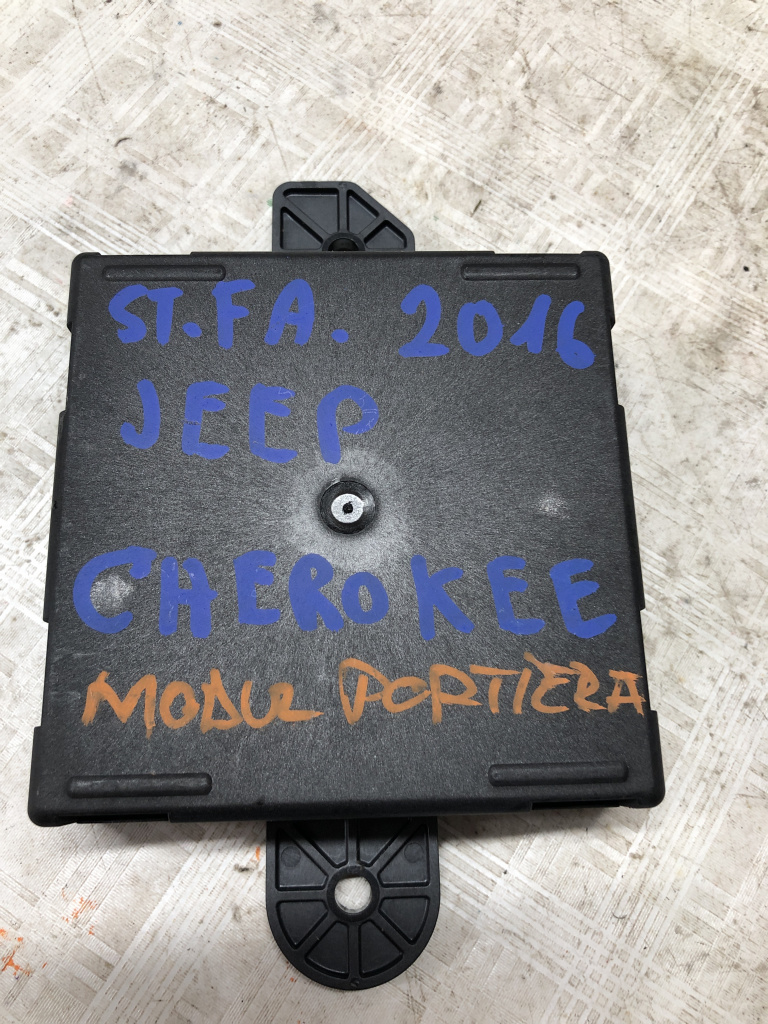 ST.FA. 2016
JEEP
CHEROKEE
MODUL PORTIERA